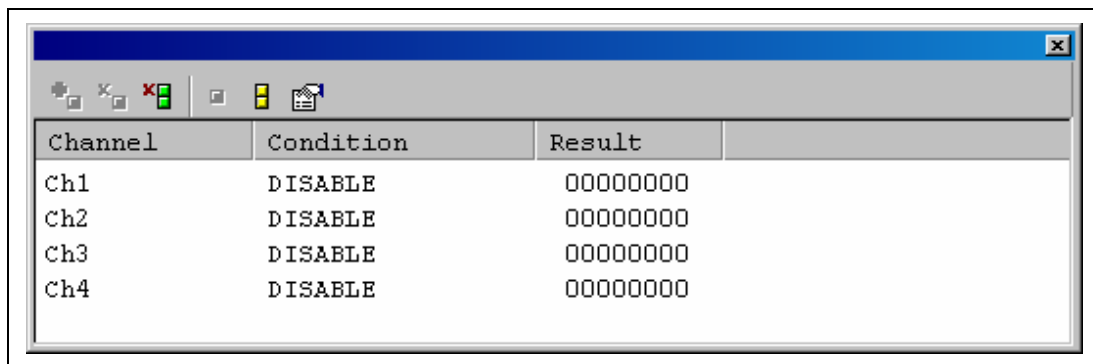 Channel Condition Result
Ch1 DISABLE 00000000
Ch2 DISABLE 00000000
Ch3 DISABLE 00000000
Ch4 DISABLE 00000000